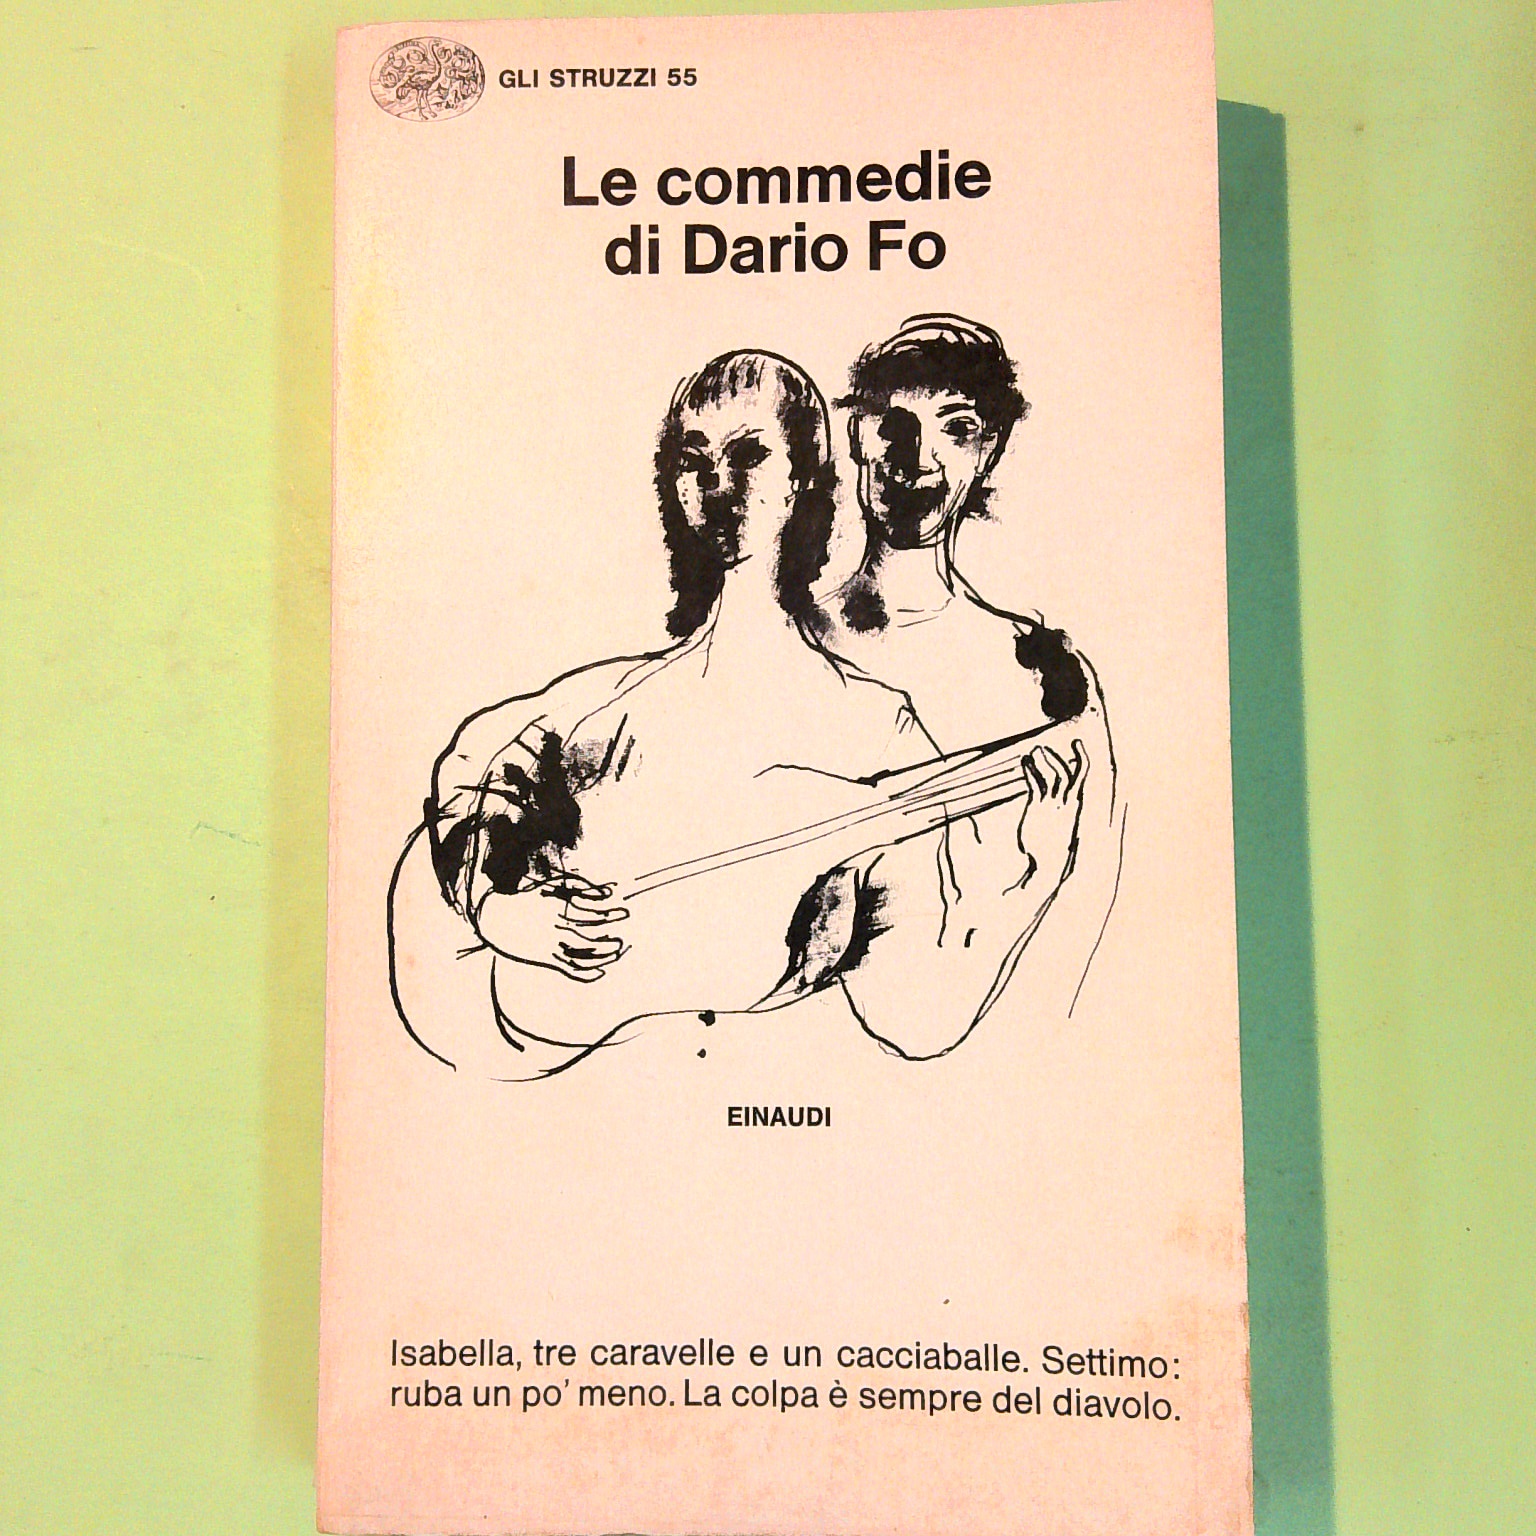 GLI STRUZZI 55
Le commedie
di Dario Fo
EINAUDI
Isabella, tre caravelle e un cacciaballe. Settimo:
ruba un po' meno. La colpa è sempre del diavolo.